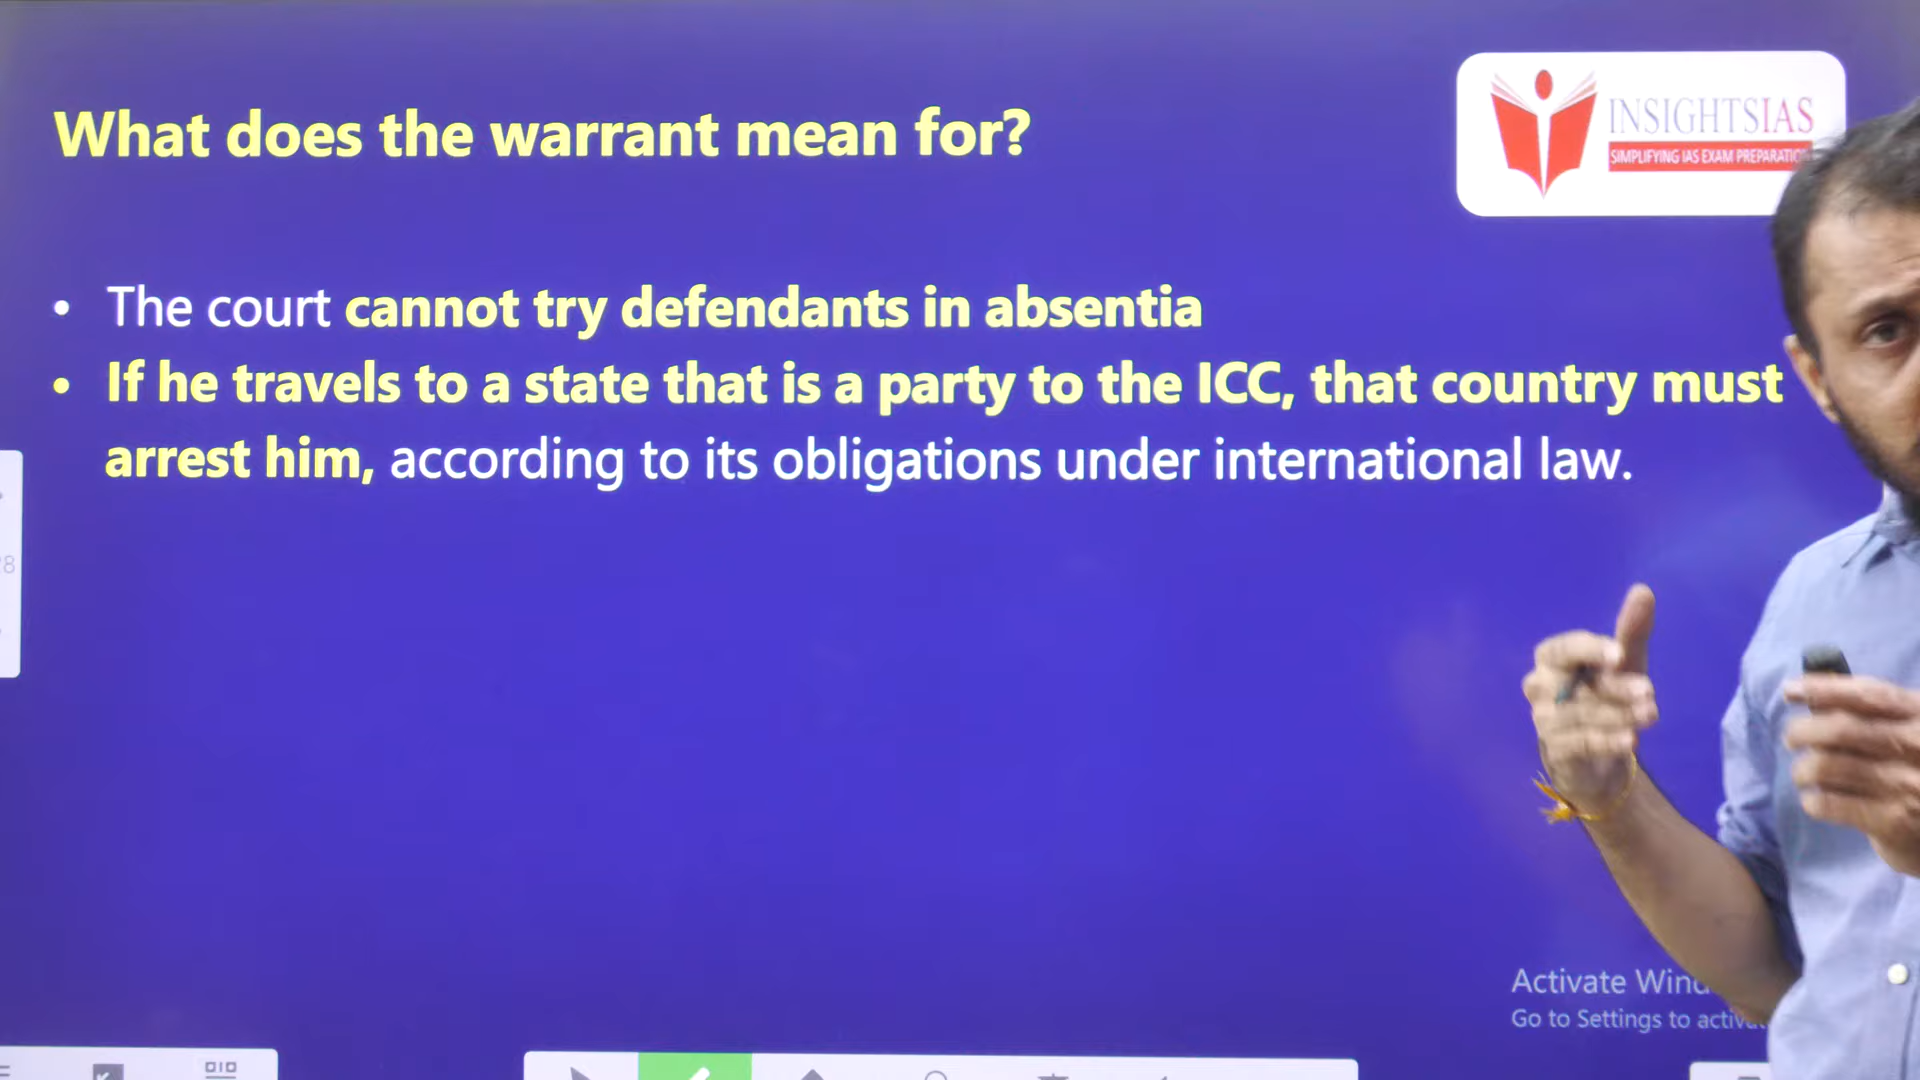 What does the warrant mean for?
INSIGHTSIAS
SIMPLIFYING IAS EXAM PREPARATION
• The court cannot try defendants in absentia
• If he travels to a state that is a party to the ICC, that country must
arrest him, according to its obligations under international law.
Activate
Go to Settings to